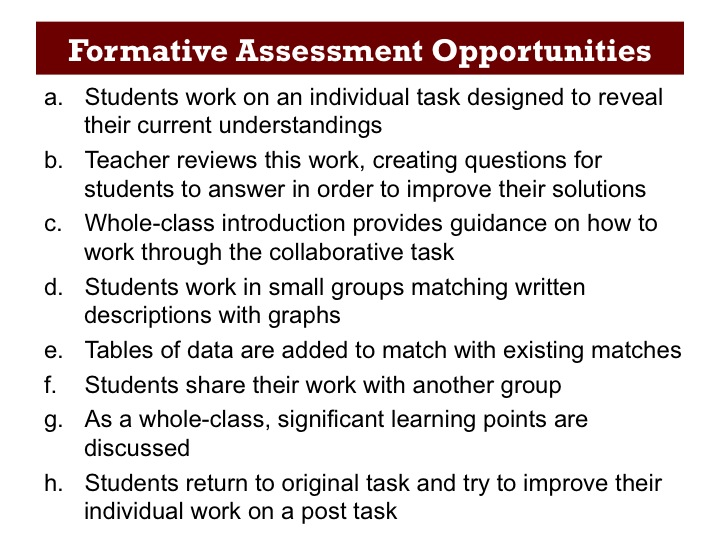 Formative Assessment Opportunities
a. Students work on an individual task designed to reveal
their current understandings
b. Teacher reviews this work, creating questions for
students to answer in order to improve their solutions
c. Whole-class introduction provides guidance on how to
work through the collaborative task
d. Students work in small groups matching written
descriptions with graphs
e. Tables of data are added to match with existing matches
f. Students share their work with another group
g. As a whole-class, significant learning points are
discussed
h. Students return to original task and try to improve their
individual work on a post task